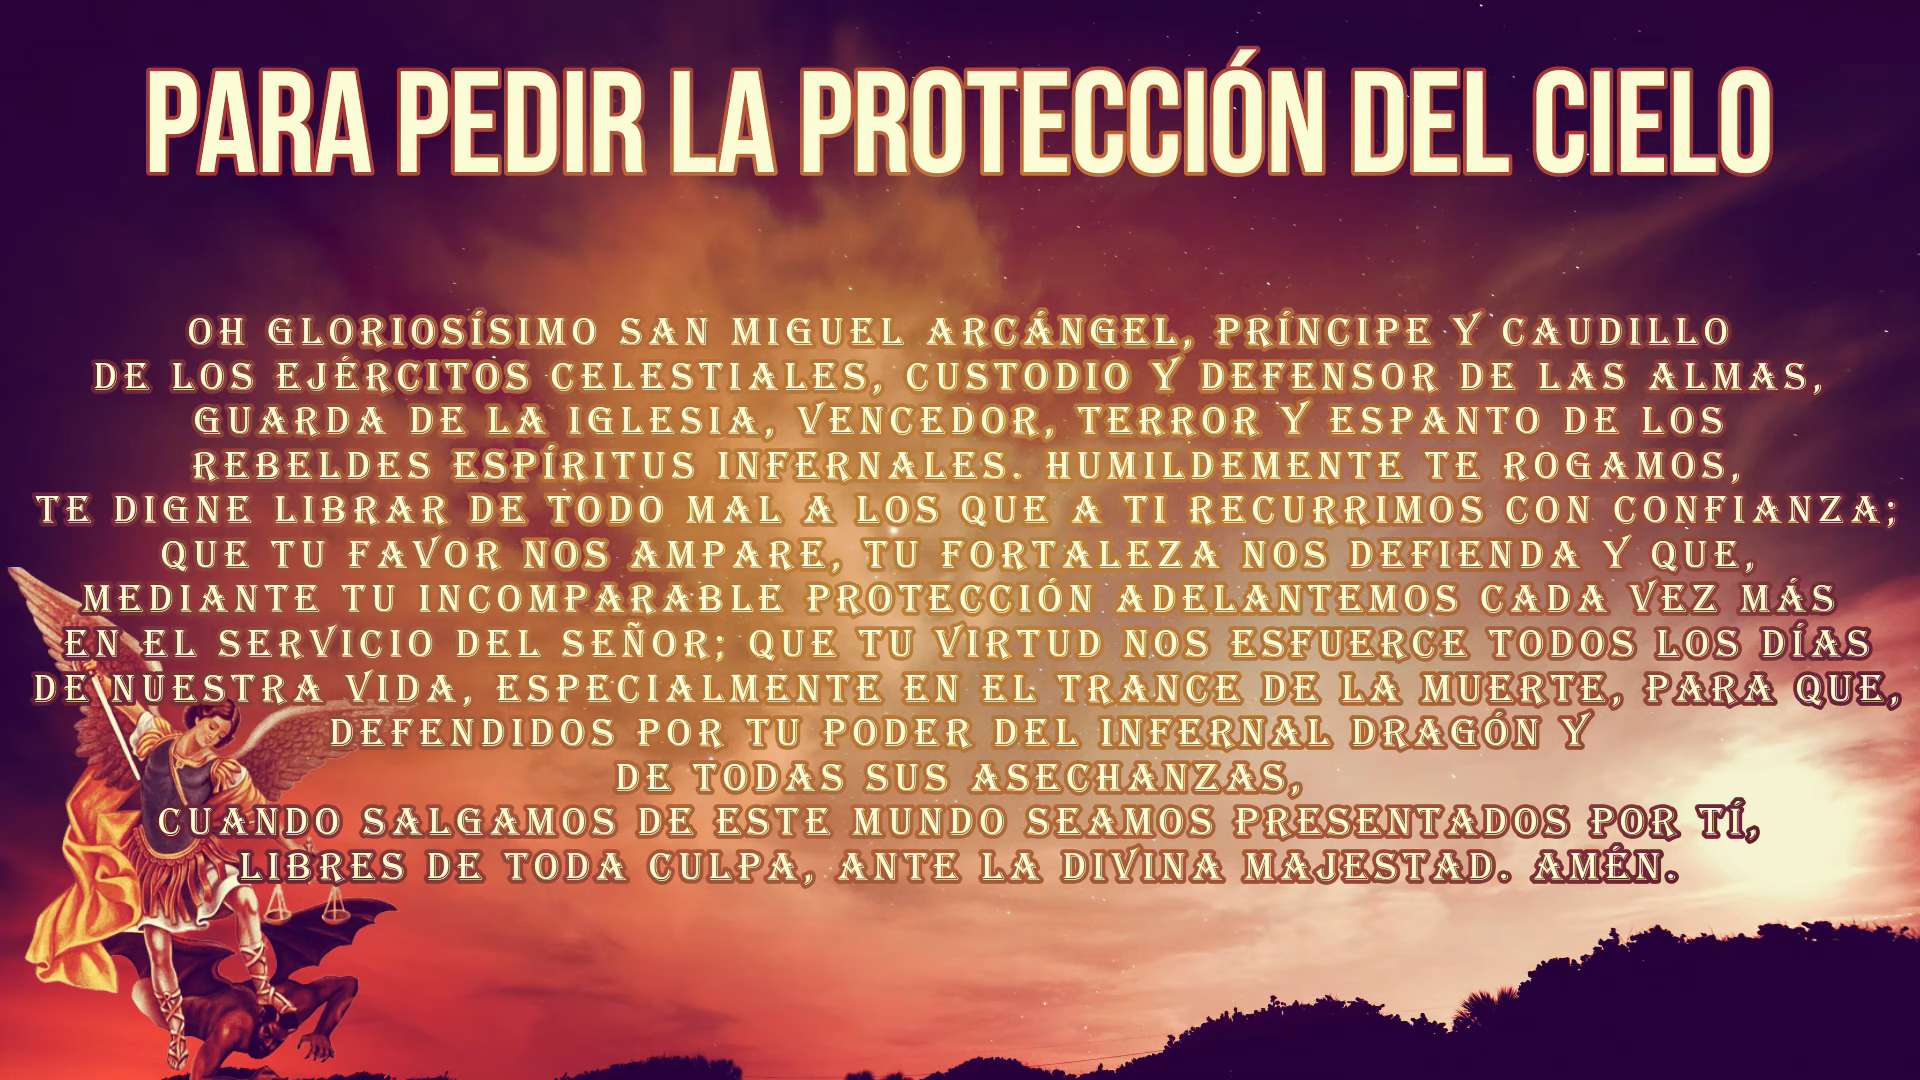 PARA PEDIR LA PROTECCIÓN DEL CIELO
OH GLORIOSÍSIMO SAN MIGUEL ARCÁNGEL, PRÍNCIPE Y CAUDILLO
DE LOS EJÉRCITOS CELESTIALES, CUSTODIO Y DEFENSOR DE LAS ALMAS,
GUARDA DE LA IGLESIA, VENCEDOR, TERROR Y ESPANTO DE LOS
REBELDES ESPÍRITUS INFERNALES. HUMILDEMENTE TE ROGAMOS,
TE DIGNE LIBRAR DE TODO MAL A LOS QUE A TI RECURRIMOS CON CONFIANZA;
QUE TU FAVOR NOS AMPARE, TU FORTALEZA NOS DEFIENDA Y QUE,
MEDIANTE TU INCOMPARABLE PROTECCIÓN ADELANTEMOS CADA VEZ MÁS
EN EL SERVICIO DEL SEÑOR; QUE TU VIRTUD NOS ESFUERCE TODOS LOS DÍAS
DE NUESTRA VIDA, ESPECIALMENTE EN EL TRANCE DE LA MUERTE, PARA QUE,
DEFENDIDOS POR TU PODER DEL INFERNAL DRAGÓN Y
DE TODAS SUS ASECHANZAS,
CUANDO SALGAMOS DE ESTE MUNDO SEAMOS PRESENTADOS POR TÍ,
LIBRES DE TODA CULPA, ANTE LA DIVINA MAJESTAD. AMÉN.